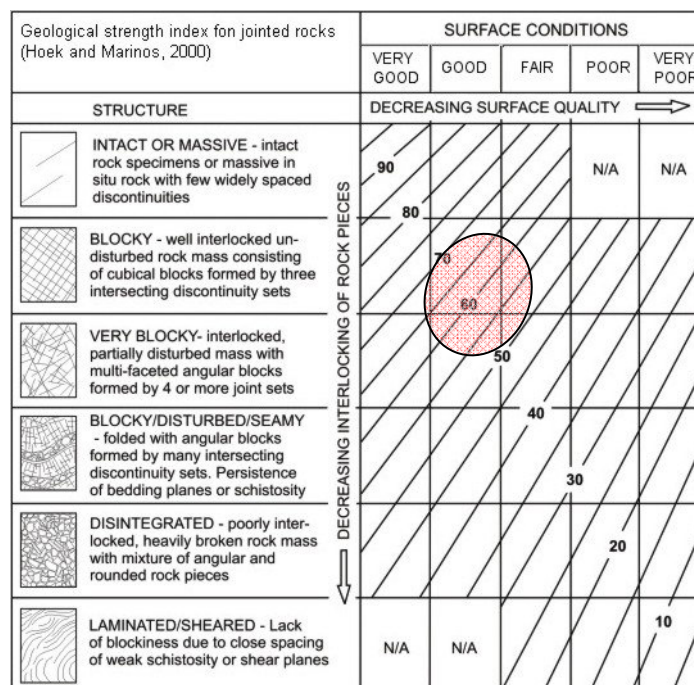 Geological strength index fon jointed rocks
(Hoek and Marinos, 2000)
SURFACE CONDITIONS
VERY GOOD
GOOD
FAIR
POOR
VERY POOR
STRUCTURE
DECREASING SURFACE QUALITY
DECREASING INTERLOCKING OF ROCK PIECES
INTACT OR MASSIVE - intact
rock specimens or massive in
situ rock with few widely spaced
discontinuities
90
80
N/A
N/A
BLOCKY - well interlocked un-
disturbed rock mass consisting
of cubical blocks formed by three
intersecting discontinuity sets
70
60
VERY BLOCKY- interlocked,
partially disturbed mass with
multi-faceted angular blocks
formed by 4 or more joint sets
50
BLOCKY/DISTURBED/SEAMY
- folded with angular blocks
formed by many intersecting
discontinuity sets. Persistence
of bedding planes or schistosity
40
30
DISINTEGRATED - poorly inter-
locked, heavily broken rock mass
with mixture of angular and
rounded rock pieces
20
LAMINATED/SHEARED - Lack
of blockiness due to close spacing
of weak schistosity or shear planes
N/A
N/A
10